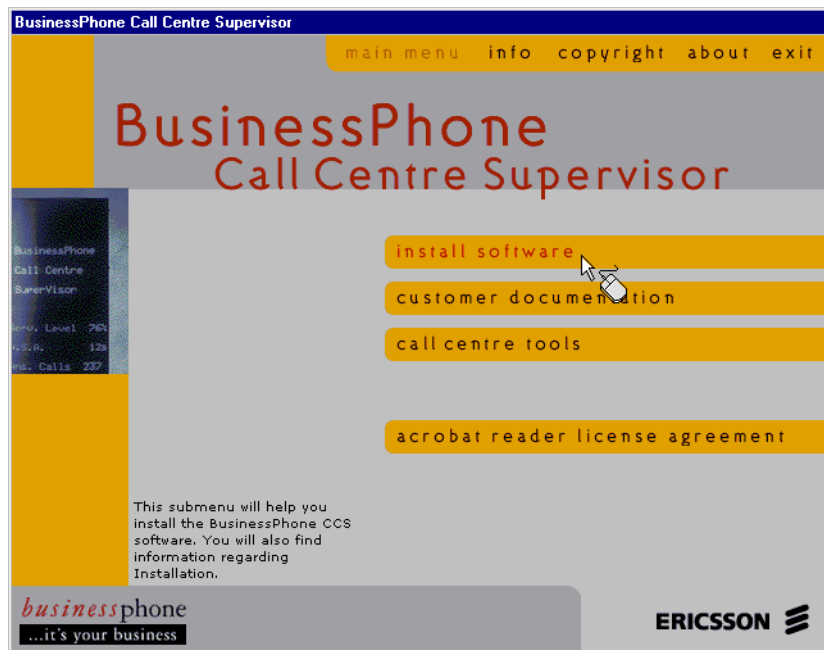 BusinessPhone Call Centre Supervisor
main menu info copyright about exit
BusinessPhone
Call Centre Supervisor
BusinessPhone
Call Centre
SuperVisor
Serv. Level 76%
.S.A. 12s
ns. Calls 237
install software
customer documentation
call centre tools
acrobat reader license agreement
This submenu will help you
install the BusinessPhone CCS
software. You will also find
information regarding
Installation.
businessphone
...it's your business
ERICSSON